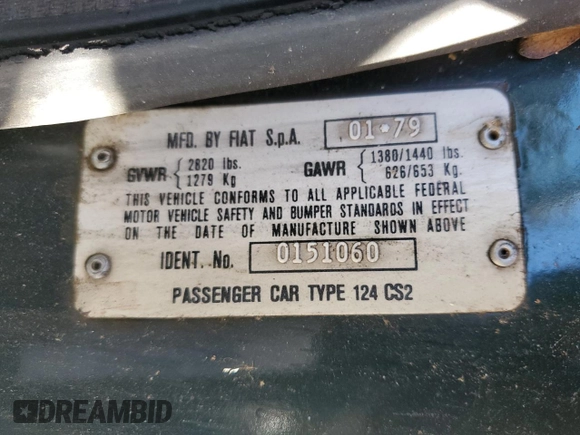 MFD. BY FIAT S.p.A. 01•79
GVWR { 2820 lbs. 1279 Kg GAWR { 1380/1440 lbs. 626/653 Kg.
THIS VEHICLE CONFORMS TO ALL APPLICABLE FEDERAL
MOTOR VEHICLE SAFETY AND BUMPER STANDARDS IN EFFECT
ON THE DATE OF MANUFACTURE SHOWN ABOVE
IDENT. No. 0151060
PASSENGER CAR TYPE 124 CS2
DREAMBID